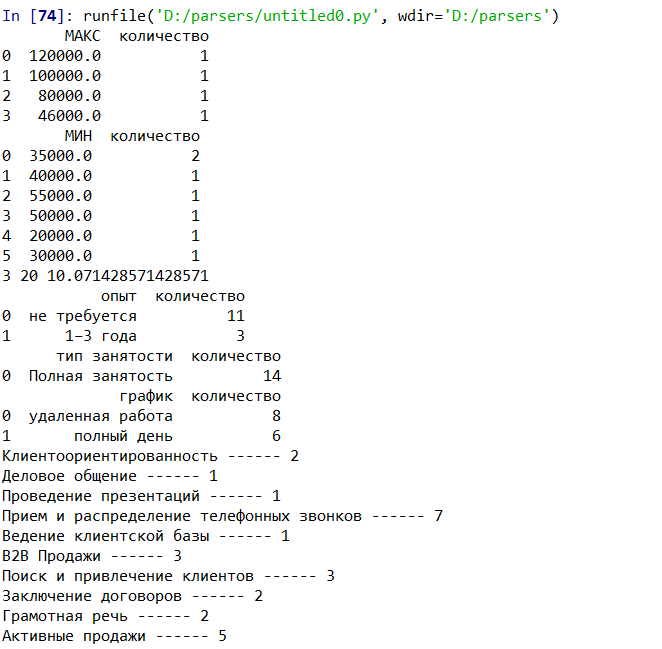 In [74]: runfile('D:/parsers/untitled0.py', wdir='D:/parsers')
МАКС количество
0 120000.0 1
1 100000.0 1
2 80000.0 1
3 46000.0 1
МИН количество
0 35000.0 2
1 40000.0 1
2 55000.0 1
3 50000.0 1
4 20000.0 1
5 30000.0 1
3 20 10.071428571428571
опыт количество
0 не требуется 11
1 1–3 года 3
тип занятости количество
0 Полная занятость 14
график количество
0 удаленная работа 8
1 полный день 6
Клиентоориентированность ------ 2
Деловое общение ------ 1
Проведение презентаций ------ 1
Прием и распределение телефонных звонков ------ 7
Ведение клиентской базы ------ 1
B2B Продажи ------ 3
Поиск и привлечение клиентов ------ 3
Заключение договоров ------ 2
Грамотная речь ------ 2
Активные продажи ------ 5